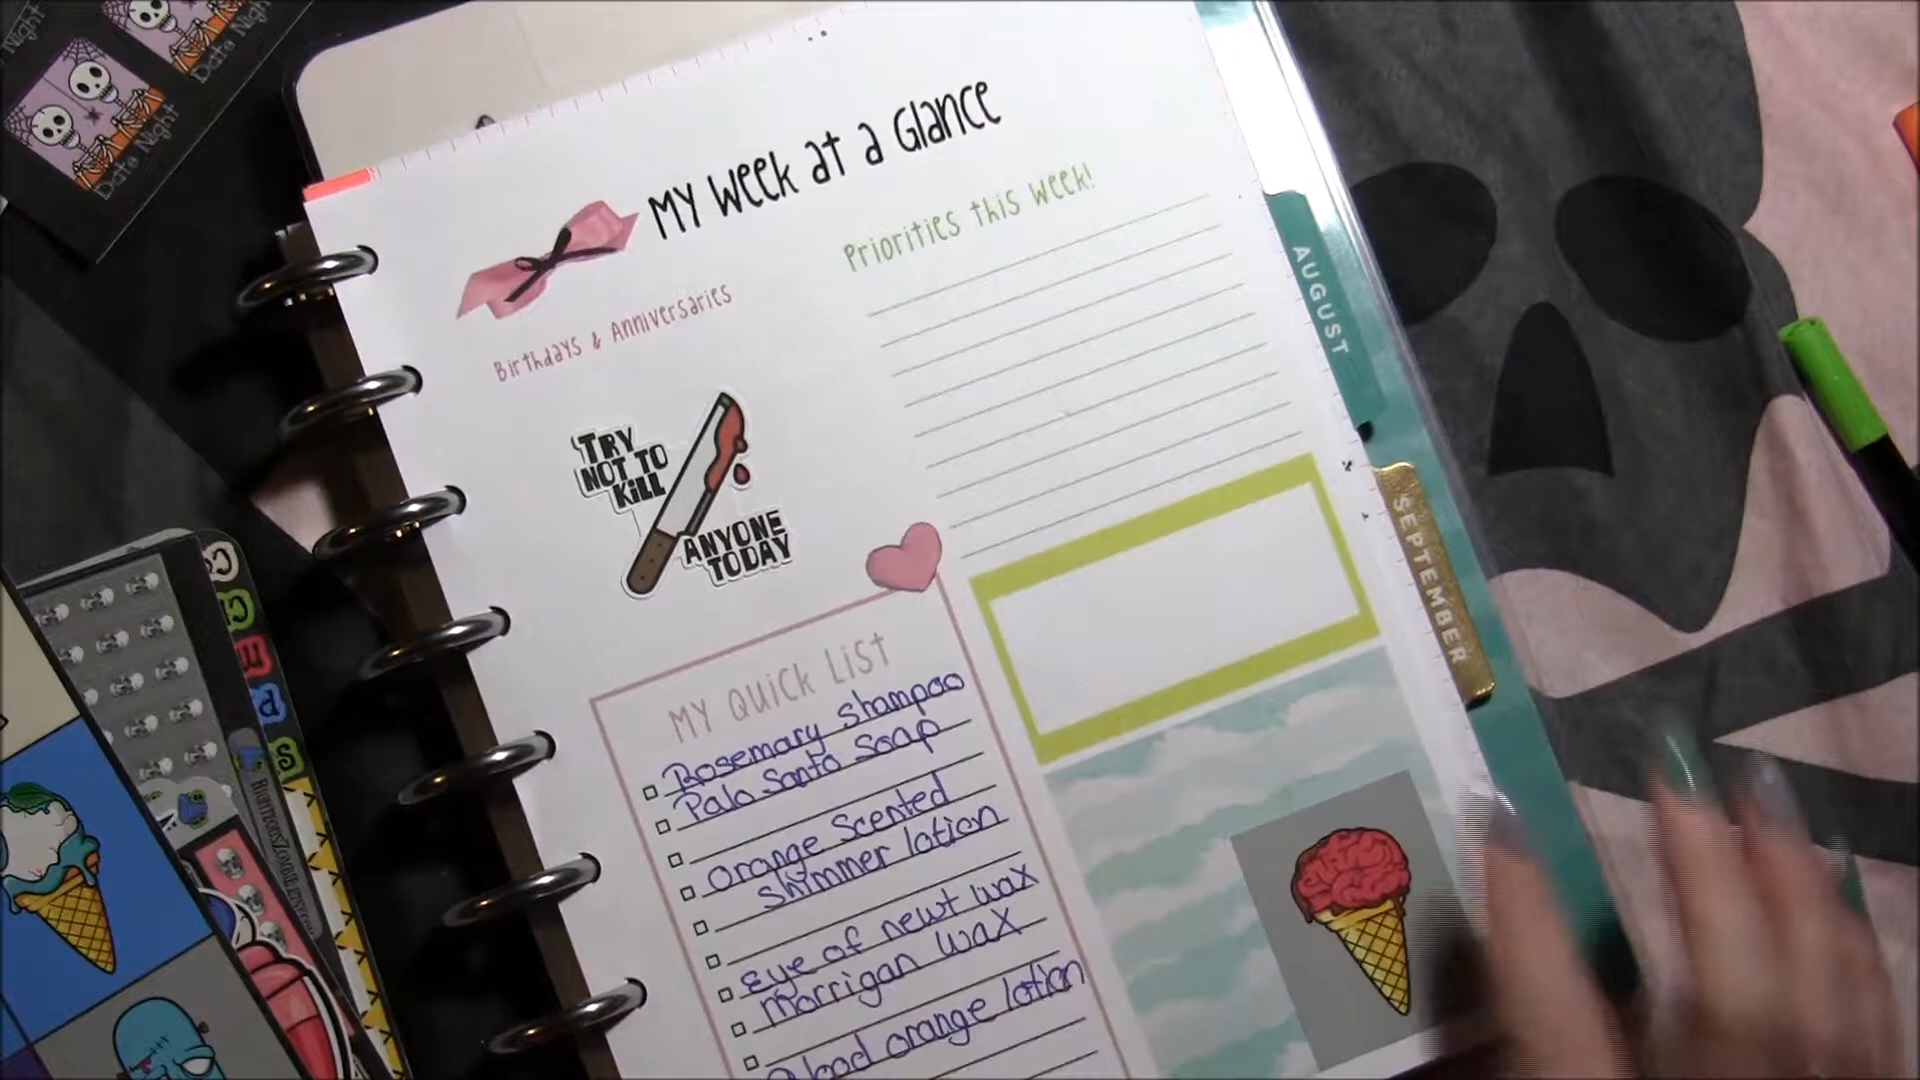 Night
Date Night
Date Night
My Week at a Glance
Priorities this week!
Birthdays & Anniversaries
TRY
NOT TO
KILL
ANYONE
TODAY
AUGUST
SEPTEMBER
My Quick List
Rosemary Shampoo
Palo Santo Soap
Orange Scented
Shimmer lotion
Eye of newt wax
Morrigan wax
Blood orange lotion